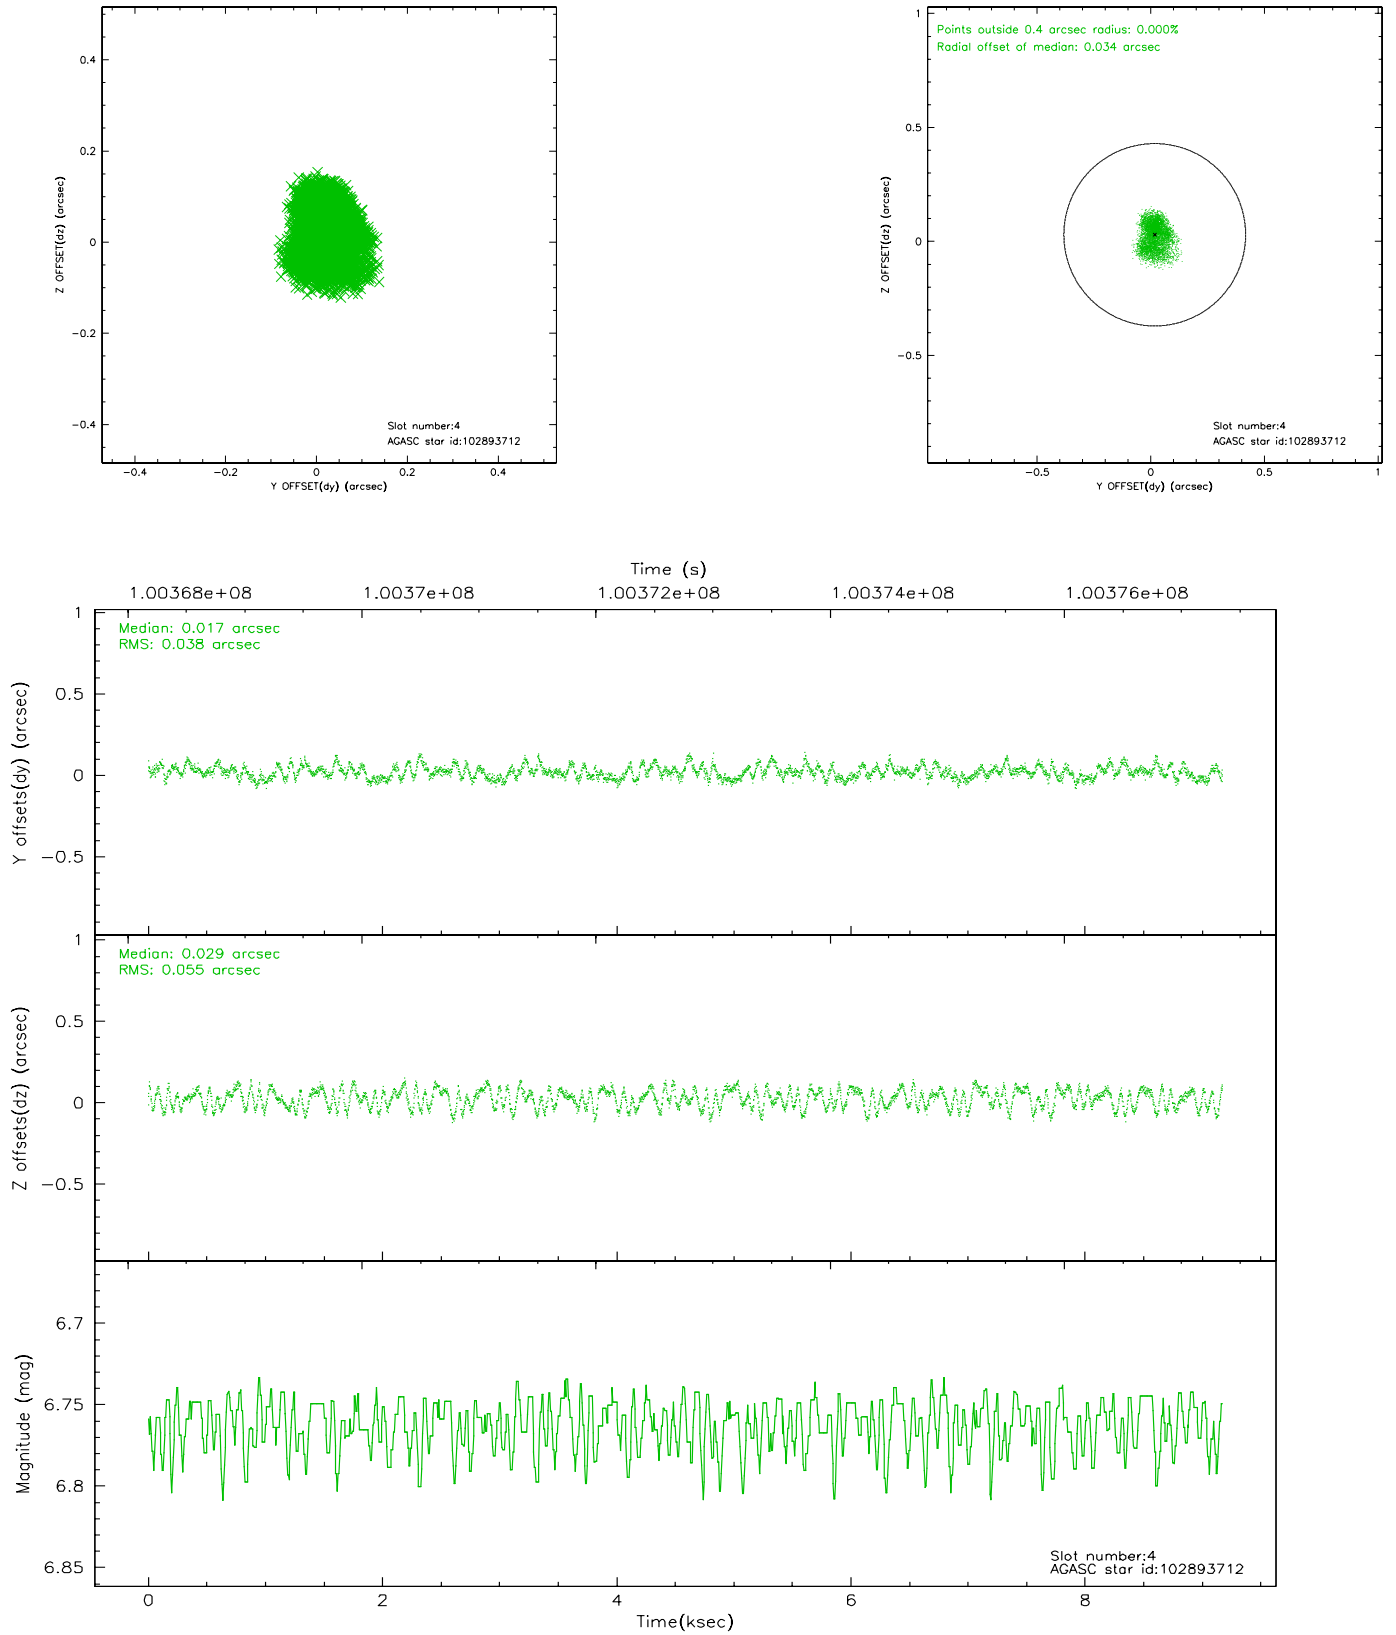 0.4
0.2
0
−0.2
−0.4
Z OFFSET(dz) (arcsec)
Slot number:4
AGASC star id:102893712
−0.4 −0.2 0 0.2 0.4
Y OFFSET(dy) (arcsec)
Points outside 0.4 arcsec radius: 0.000%
Radial offset of median: 0.034 arcsec
1
0.5
0
−0.5
Z OFFSET(dz) (arcsec)
Slot number:4
AGASC star id:102893712
−0.5 0 0.5 1
Y OFFSET(dy) (arcsec)
Time (s)
1.00368e+08 1.0037e+08 1.00372e+08 1.00374e+08 1.00376e+08
Median: 0.017 arcsec
RMS: 0.038 arcsec
1
0.5
0
−0.5
Y offsets(dy) (arcsec)
Median: 0.029 arcsec
RMS: 0.055 arcsec
1
0.5
0
−0.5
Z offsets(dz) (arcsec)
6.7
6.75
6.8
6.85
Magnitude (mag)
Slot number:4
AGASC star id:102893712
0 2 4 6 8
Time(ksec)